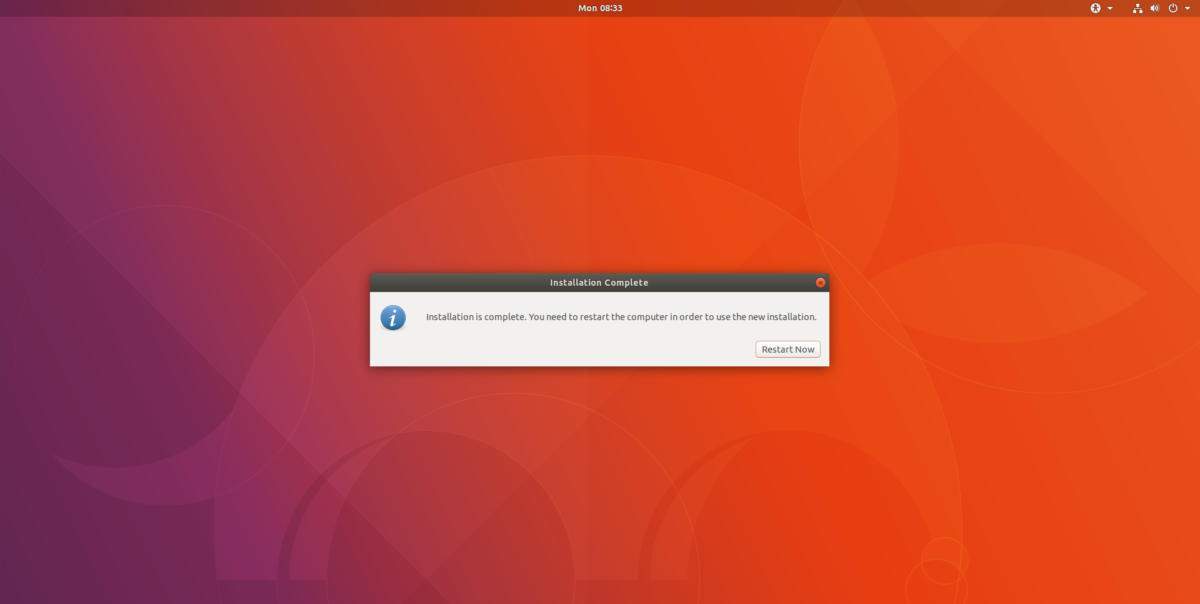 Mon 08:33
Installation Complete
Installation is complete. You need to restart the computer in order to use the new installation.
Restart Now